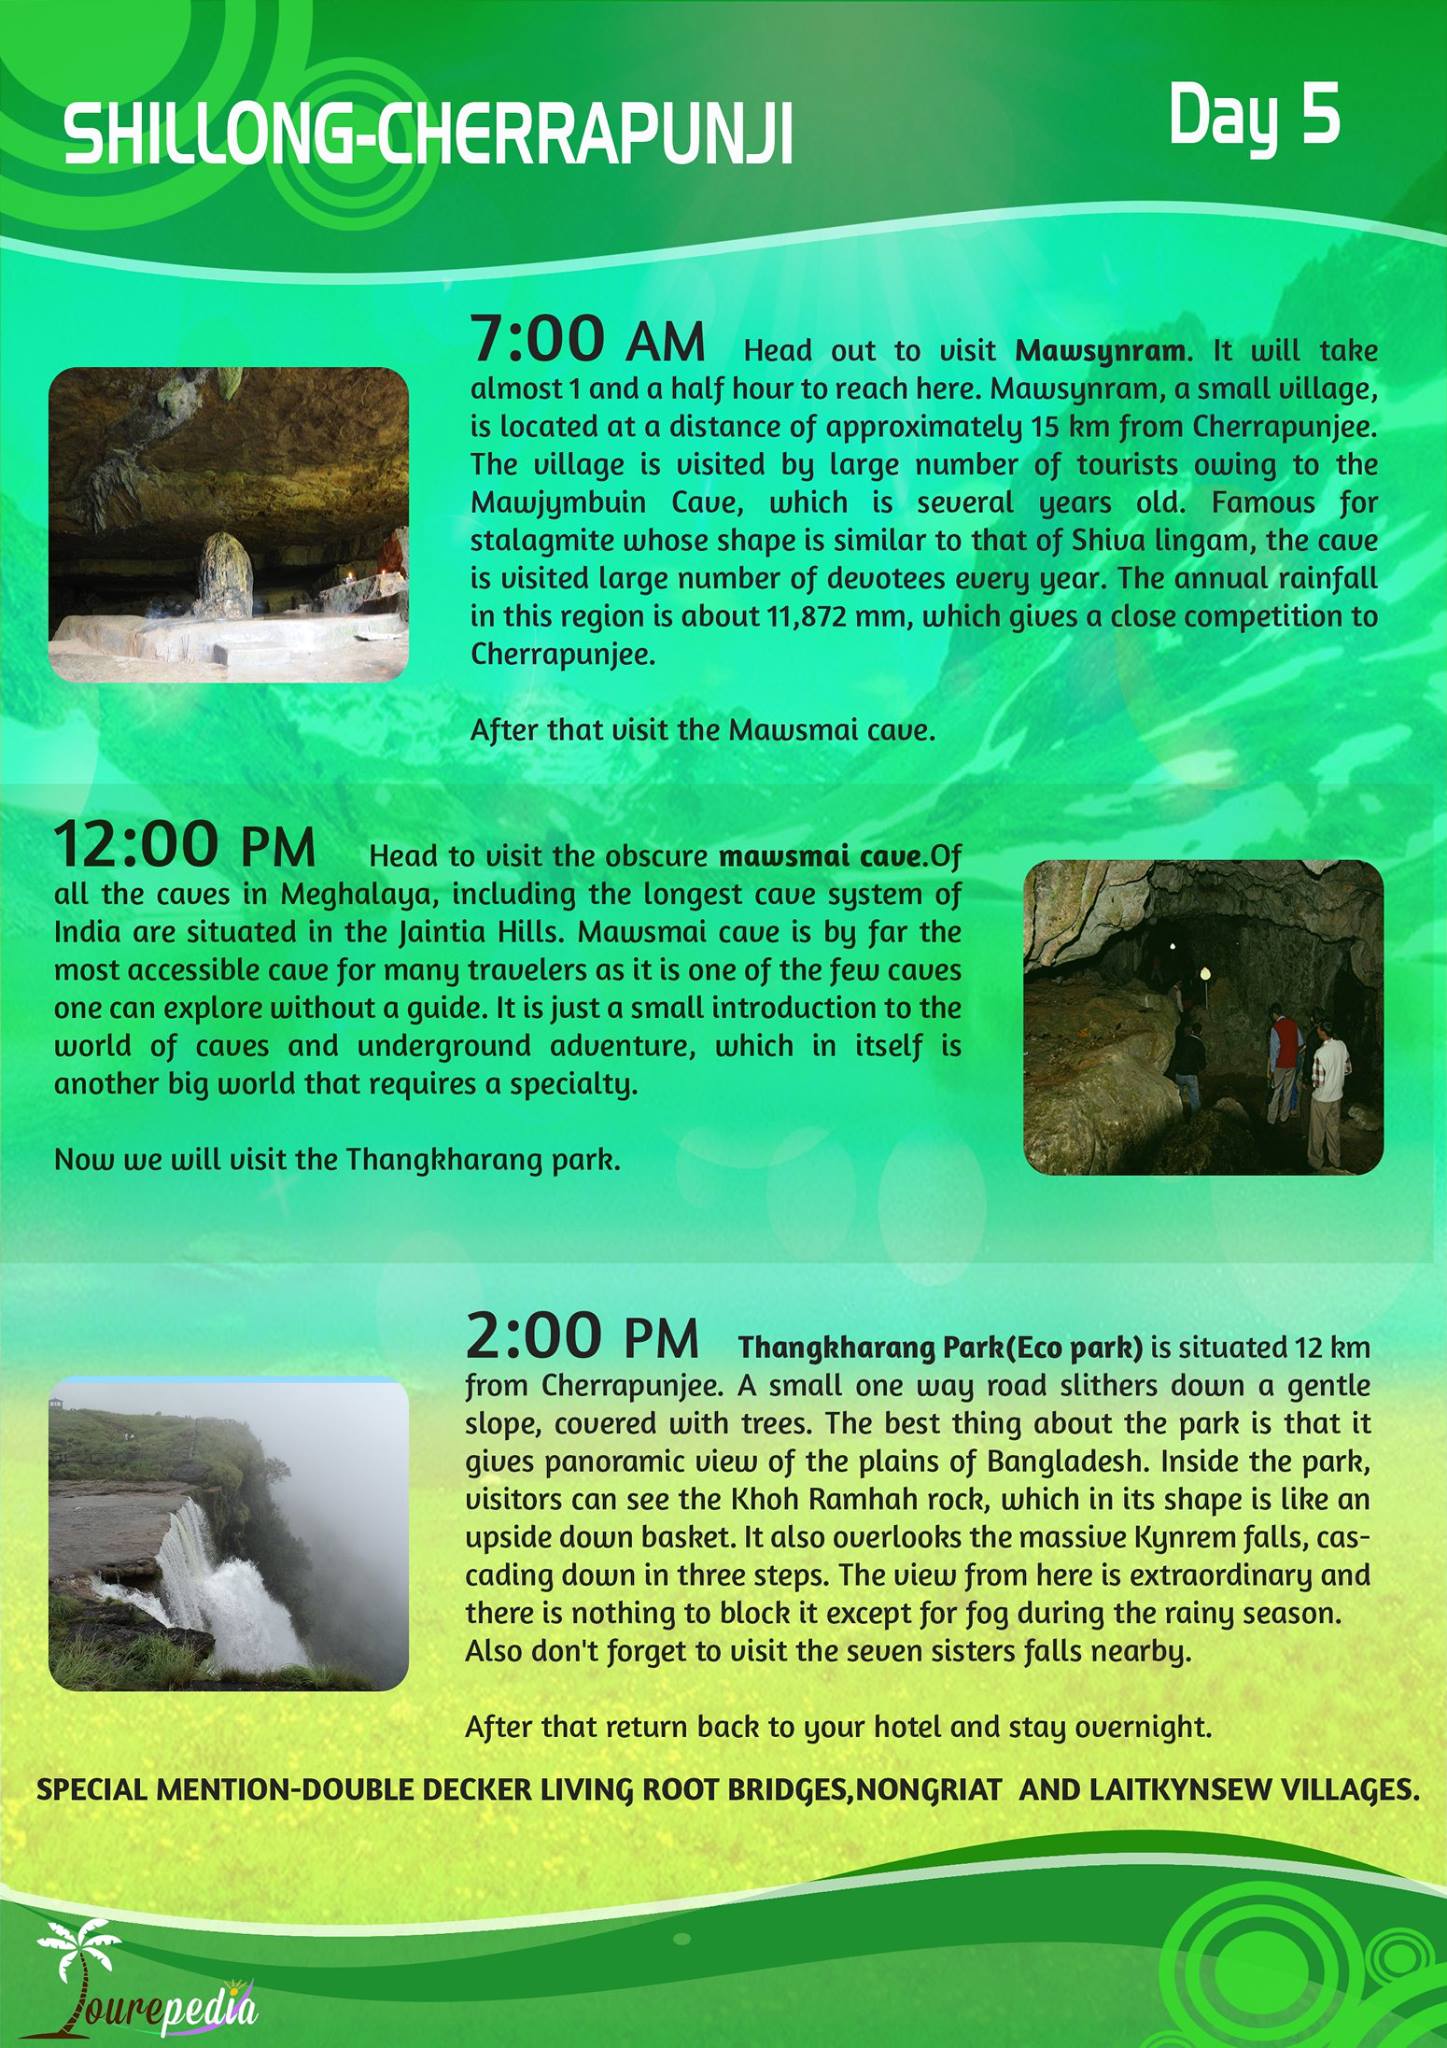 SHILLONG-CHERRAPUNJI
Day 5
7:00 AM Head out to visit Mawsynram. It will take
almost 1 and a half hour to reach here. Mawsynram, a small village,
is located at a distance of approximately 15 km from Cherrapunjee.
The village is visited by large number of tourists owing to the
Mawjymbuin Cave, which is several years old. Famous for
stalagmite whose shape is similar to that of Shiva lingam, the cave
is visited large number of devotees every year. The annual rainfall
in this region is about 11,872 mm, which gives a close competition to
Cherrapunjee.
After that visit the Mawsmai cave.
12:00 PM Head to visit the obscure mawsmai cave.Of
all the caves in Meghalaya, including the longest cave system of
India are situated in the Jaintia Hills. Mawsmai cave is by far the
most accessible cave for many travelers as it is one of the few caves
one can explore without a guide. It is just a small introduction to the
world of caves and underground adventure, which in itself is
another big world that requires a specialty.
Now we will visit the Thangkharang park.
2:00 PM Thangkharang Park(Eco park) is situated 12 km
from Cherrapunjee. A small one way road slithers down a gentle
slope, covered with trees. The best thing about the park is that it
gives panoramic view of the plains of Bangladesh. Inside the park,
visitors can see the Khoh Ramhah rock, which in its shape is like an
upside down basket. It also overlooks the massive Kynrem falls, cas-
cading down in three steps. The view from here is extraordinary and
there is nothing to block it except for fog during the rainy season.
Also don't forget to visit the seven sisters falls nearby.
After that return back to your hotel and stay overnight.
SPECIAL MENTION-DOUBLE DECKER LIVING ROOT BRIDGES,NONGRIAT AND LAITKYNSEW VILLAGES.
Tourepedia